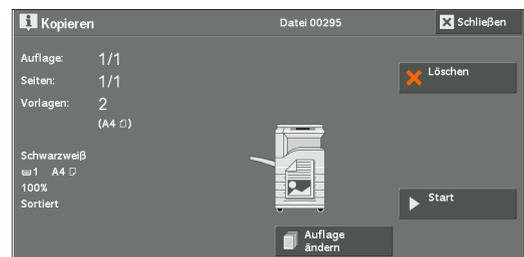 Kopieren
Datei 00295
Schließen
Auflage: 1/1
Seiten: 1/1
Vorlagen: 2
(A4)
Löschen
Schwarzweiß
1 A4
100%
Sortiert
Start
Auflage
ändern